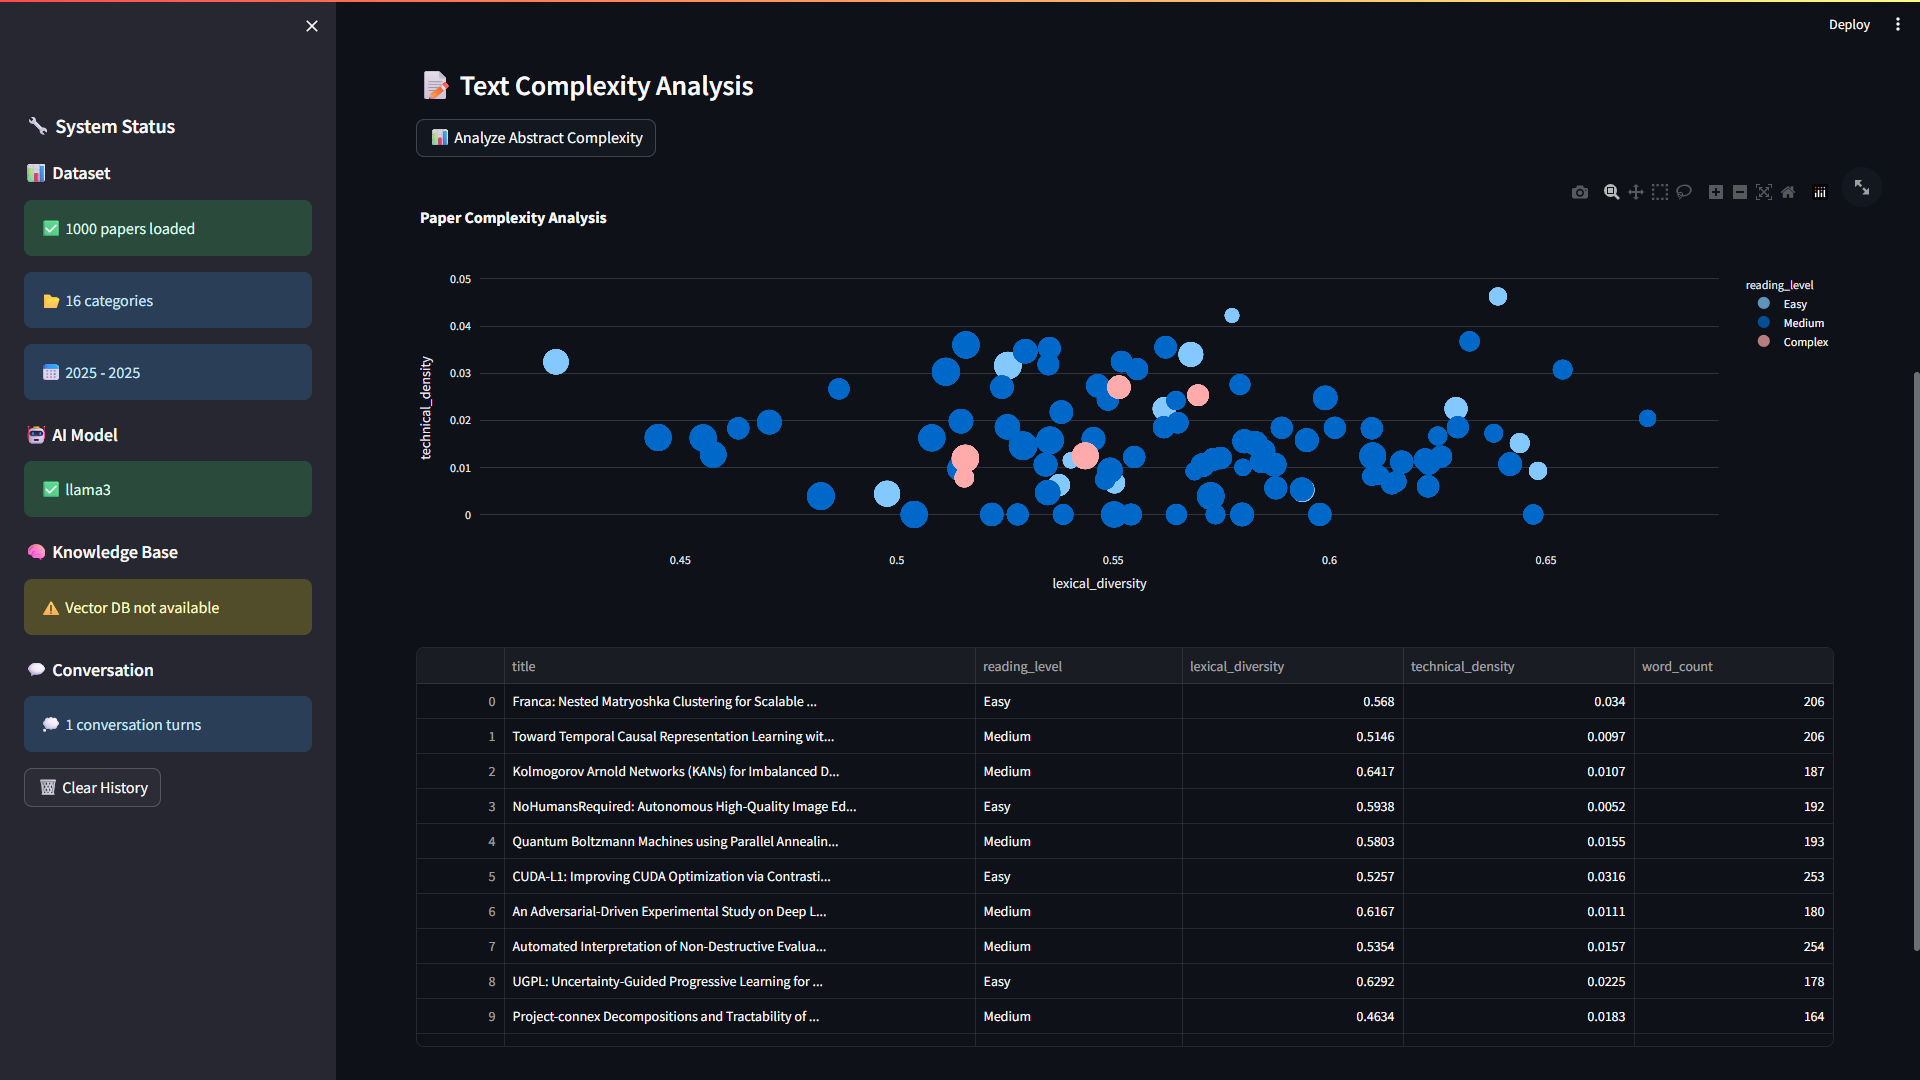 Deploy
System Status
Dataset
1000 papers loaded
16 categories
2025 - 2025
AI Model
llama3
Knowledge Base
Vector DB not available
Conversation
1 conversation turns
Clear History
Text Complexity Analysis
Analyze Abstract Complexity
Paper Complexity Analysis
technical_density
0.05
0.04
0.03
0.02
0.01
0
0.45 0.5 0.55 0.6 0.65
lexical_diversity
reading_level
Easy
Medium
Complex
title reading_level lexical_diversity technical_density word_count
0 Franca: Nested Matryoshka Clustering for Scalable ... Easy 0.568 0.034 206
1 Toward Temporal Causal Representation Learning wit... Medium 0.5146 0.0097 206
2 Kolmogorov Arnold Networks (KANs) for Imbalanced D... Medium 0.6417 0.0107 187
3 NoHumansRequired: Autonomous High-Quality Image Ed... Easy 0.5938 0.0052 192
4 Quantum Boltzmann Machines using Parallel Annealin... Medium 0.5803 0.0155 193
5 CUDA-L1: Improving CUDA Optimization via Contrasti... Easy 0.5257 0.0316 253
6 An Adversarial-Driven Experimental Study on Deep L... Medium 0.6167 0.0111 180
7 Automated Interpretation of Non-Destructive Evalua... Medium 0.5354 0.0157 254
8 UGPL: Uncertainty-Guided Progressive Learning for ... Easy 0.6292 0.0225 178
9 Project-connex Decompositions and Tractability of ... Medium 0.4634 0.0183 164